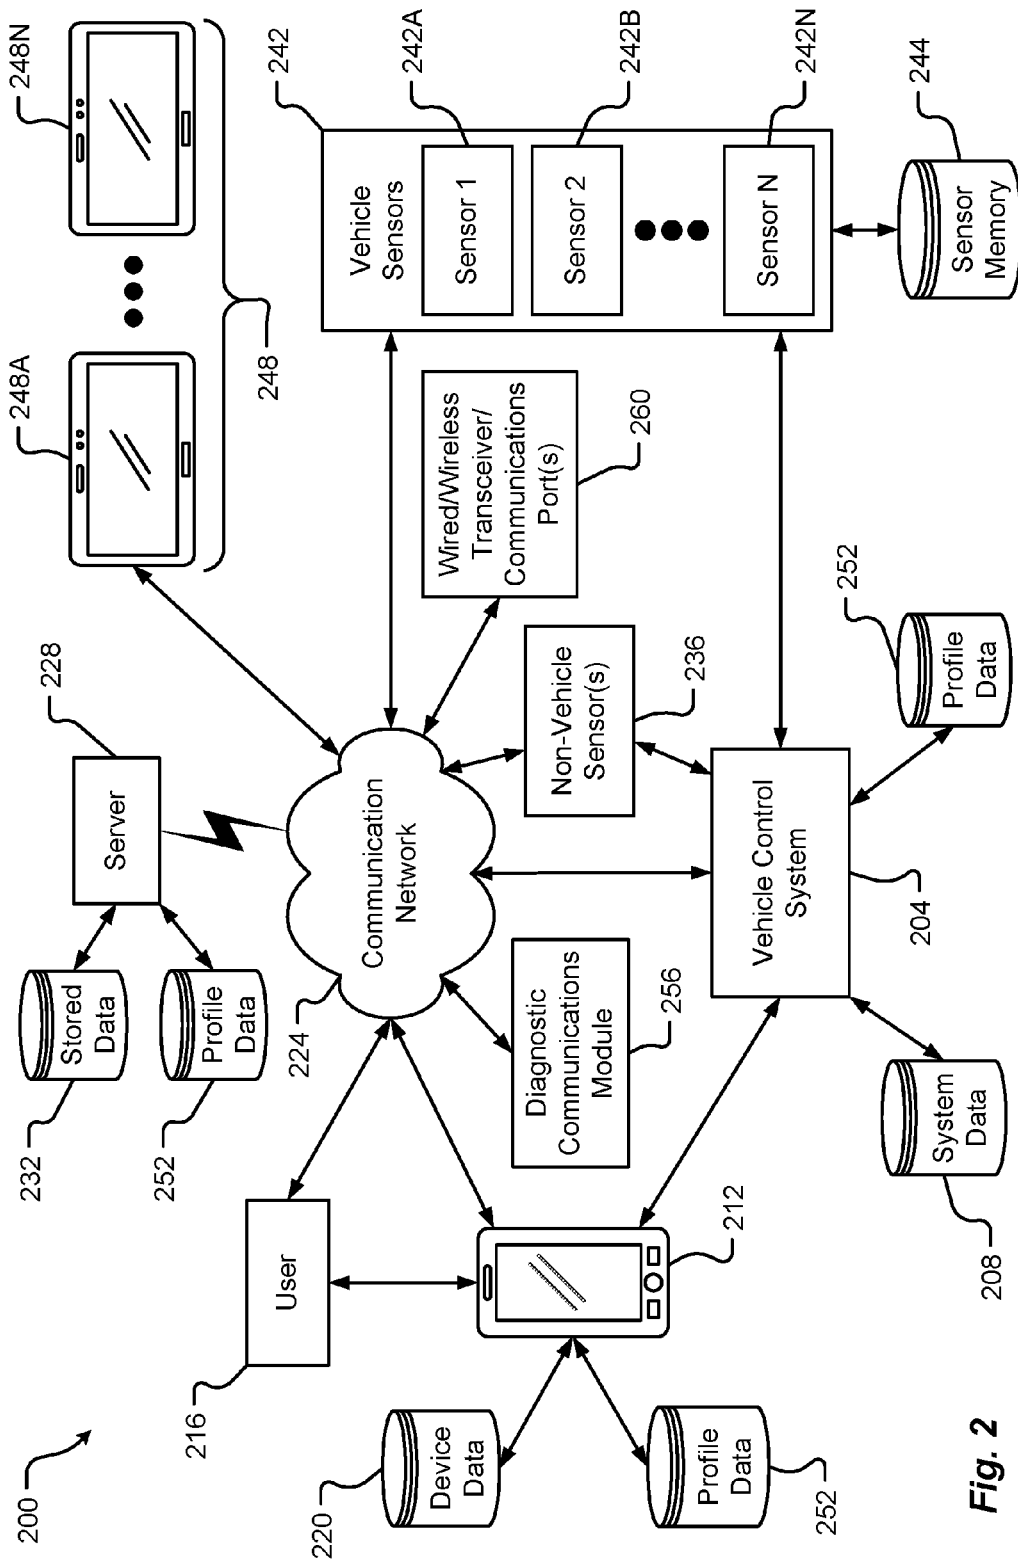 200
216
User
232
Stored
Data
252
Profile
Data
Server
228
224
Communication
Network
248A
248N
248
220
Device
Data
252
Profile
Data
212
Diagnostic
Communications
Module
256
Non-Vehicle
Sensor(s)
236
Wired/Wireless
Transceiver/
Communications
Port(s)
260
242
Vehicle
Sensors
242A
Sensor 1
242B
Sensor 2
242N
Sensor N
244
Sensor
Memory
Vehicle Control
System
204
208
System
Data
252
Profile
Data
Fig. 2